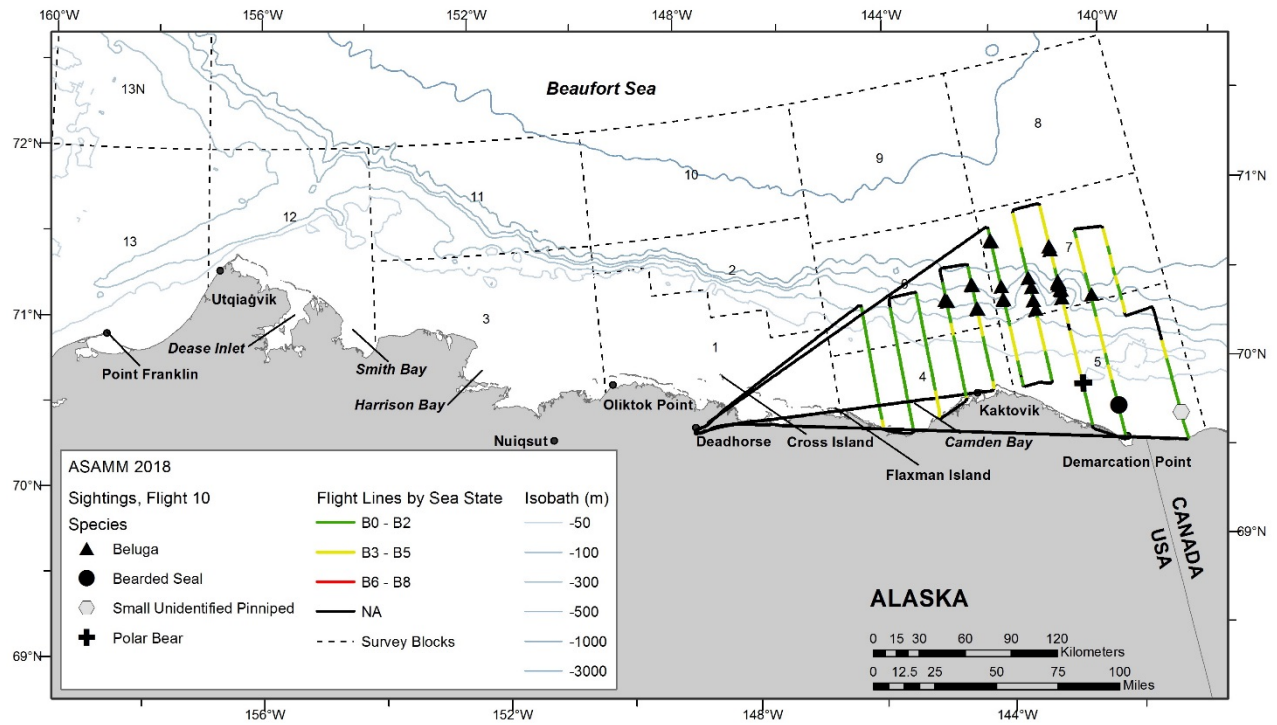 160°W 156°W 152°W 148°W 144°W 140°W
13N
Beaufort Sea
8
72°N
9
71°N
10
11
12
13
7
2
6
Utqiaġvik
71°N
3
Dease Inlet
1
70°N
Point Franklin
Smith Bay
5
4
Harrison Bay
Oliktok Point
Kaktovik
Nuiqsut
Deadhorse
Cross Island
Camden Bay
Flaxman Island
Demarcation Point
70°N
69°N
69°N
CANADA
USA
ASAMM 2018
Sightings, Flight 10
Species
Beluga
Bearded Seal
Small Unidentified Pinniped
Polar Bear
Flight Lines by Sea State
B0 - B2
B3 - B5
B6 - B8
NA
Survey Blocks
Isobath (m)
-50
-100
-300
-500
-1000
-3000
ALASKA
0 15 30 60 90 120
Kilometers
0 12.5 25 50 75 100
Miles
156°W 152°W 148°W 144°W